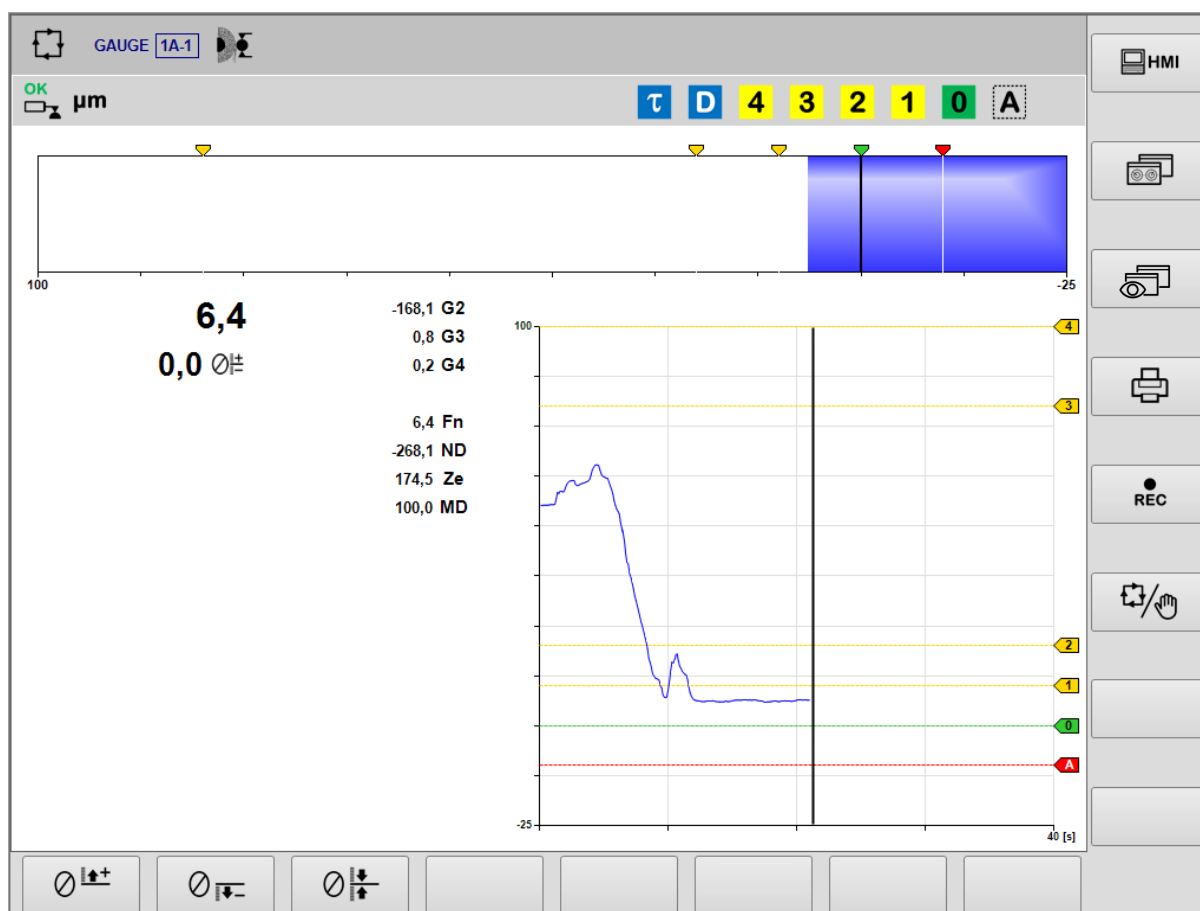 GAUGE 1A-1
HMI
OK
µm
τ D 4 3 2 1 0 A
100
-25
6,4
0,0
-168,1 G2
0,8 G3
0,2 G4
6,4 Fn
-268,1 ND
174,5 Ze
100,0 MD
100
4
3
2
1
0
A
-25
40 [s]
REC